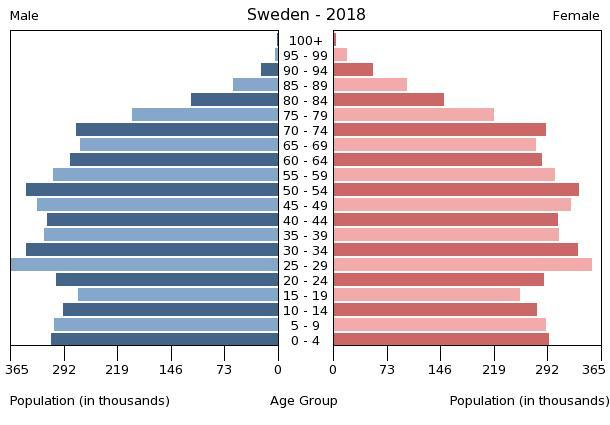 Male Sweden - 2018 Female
100+
95 - 99
90 - 94
85 - 89
80 - 84
75 - 79
70 - 74
65 - 69
60 - 64
55 - 59
50 - 54
45 - 49
40 - 44
35 - 39
30 - 34
25 - 29
20 - 24
15 - 19
10 - 14
5 - 9
0 - 4
365 292 219 146 73 0 0 73 146 219 292 365
Population (in thousands) Age Group Population (in thousands)